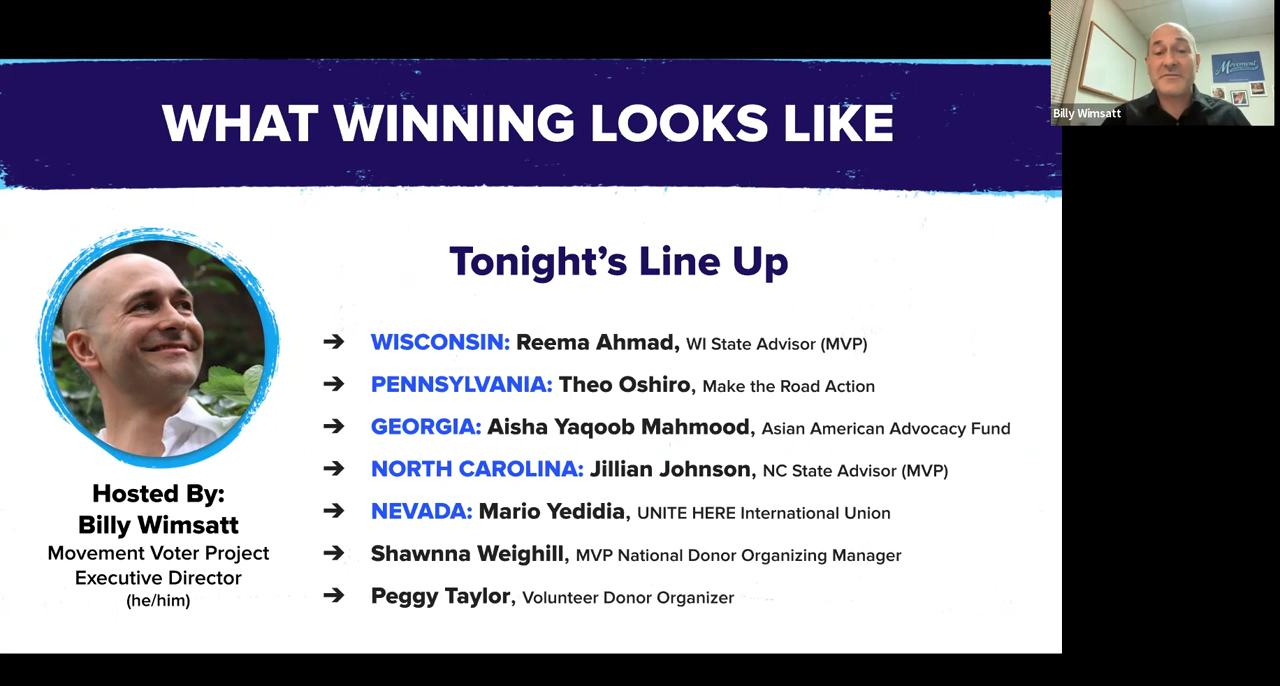 WHAT WINNING LOOKS LIKE
Billy Wimsatt
Movement
Tonight’s Line Up
➔ WISCONSIN: Reema Ahmad, WI State Advisor (MVP)
➔ PENNSYLVANIA: Theo Oshiro, Make the Road Action
➔ GEORGIA: Aisha Yaqoob Mahmood, Asian American Advocacy Fund
➔ NORTH CAROLINA: Jillian Johnson, NC State Advisor (MVP)
➔ NEVADA: Mario Yedidia, UNITE HERE International Union
➔ Shawnna Weighill, MVP National Donor Organizing Manager
➔ Peggy Taylor, Volunteer Donor Organizer
Hosted By:
Billy Wimsatt
Movement Voter Project
Executive Director
(he/him)